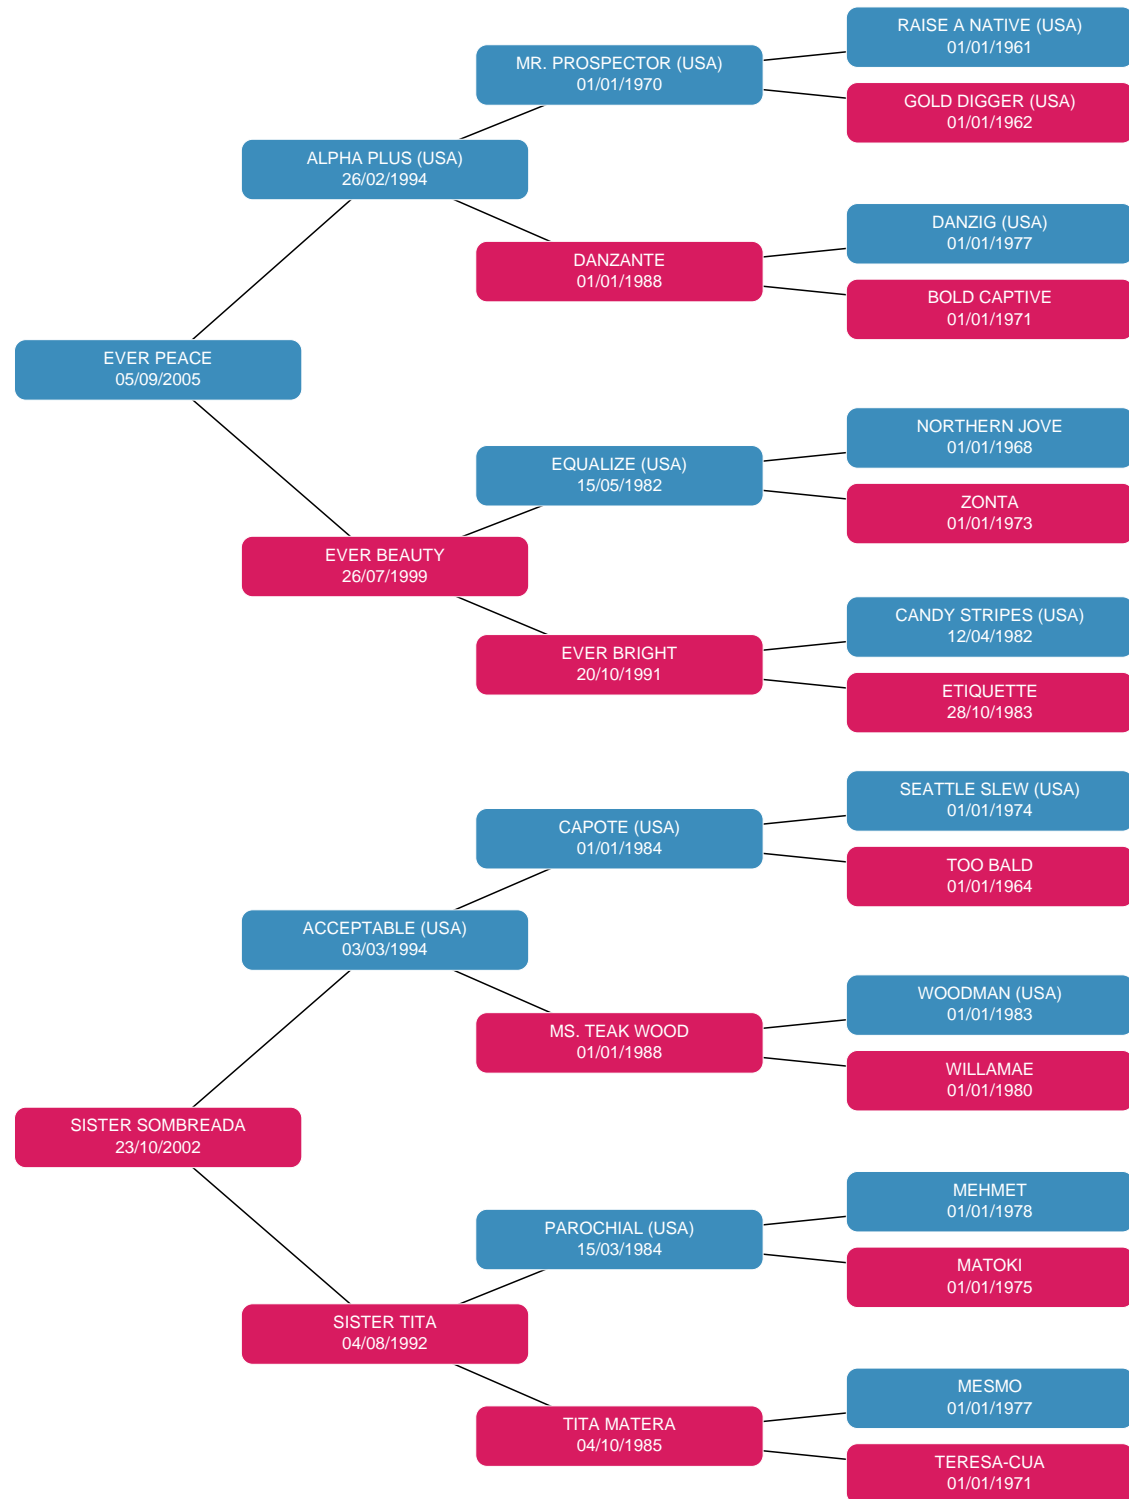 RAISE A NATIVE (USA)
01/01/1961
MR. PROSPECTOR (USA)
01/01/1970
GOLD DIGGER (USA)
01/01/1962
ALPHA PLUS (USA)
26/02/1994
DANZIG (USA)
01/01/1977
DANZANTE
01/01/1988
BOLD CAPTIVE
01/01/1971
EVER PEACE
05/09/2005
NORTHERN JOVE
01/01/1968
EQUALIZE (USA)
15/05/1982
ZONTA
01/01/1973
EVER BEAUTY
26/07/1999
CANDY STRIPES (USA)
12/04/1982
EVER BRIGHT
20/10/1991
ETIQUETTE
28/10/1983
SEATTLE SLEW (USA)
01/01/1974
CAPOTE (USA)
01/01/1984
TOO BALD
01/01/1964
ACCEPTABLE (USA)
03/03/1994
WOODMAN (USA)
01/01/1983
MS. TEAK WOOD
01/01/1988
WILLAMAE
01/01/1980
SISTER SOMBREADA
23/10/2002
MEHMET
01/01/1978
PAROCHIAL (USA)
15/03/1984
MATOKI
01/01/1975
SISTER TITA
04/08/1992
MESMO
01/01/1977
TITA MATERA
04/10/1985
TERESA-CUA
01/01/1971